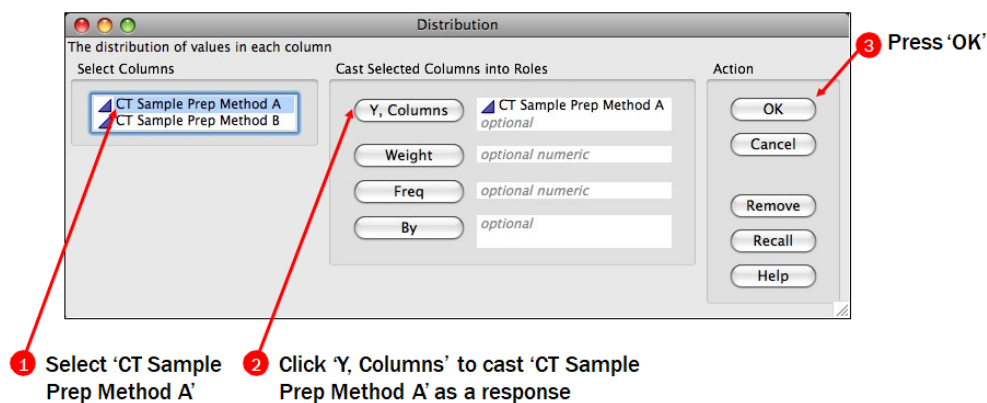 Distribution
The distribution of values in each column
Select Columns
CT Sample Prep Method A
CT Sample Prep Method B
Cast Selected Columns into Roles
Y, Columns
CT Sample Prep Method A
optional
Weight
optional numeric
Freq
optional numeric
By
optional
Action
OK
Cancel
Remove
Recall
Help
3 Press ‘OK’
1 Select ‘CT Sample
Prep Method A’
2 Click ‘Y, Columns’ to cast ‘CT Sample
Prep Method A’ as a response